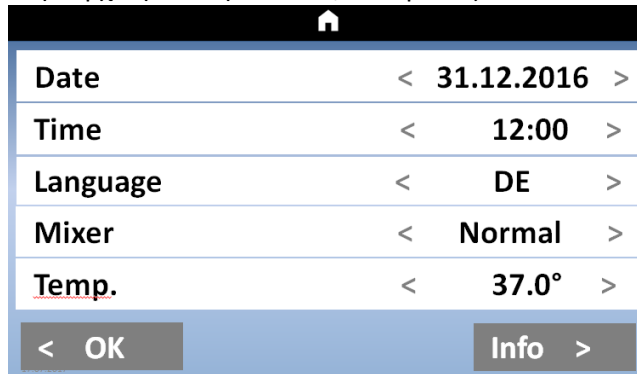 Date < 31.12.2016 >
Time < 12:00 >
Language < DE >
Mixer < Normal >
Temp. < 37.0° >
< OK Info >